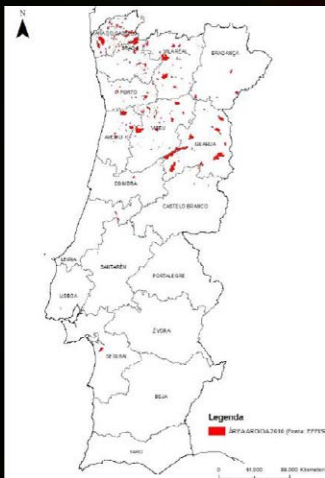 N
BRAGA
VILA REAL
BRAGANÇA
PORTO
AVEIRO
VISEU
GUARDA
COIMBRA
CASTELO BRANCO
LEIRIA
SANTARÉM
PORTALEGRE
LISBOA
ÉVORA
SETÚBAL
BEJA
FARO
Legenda